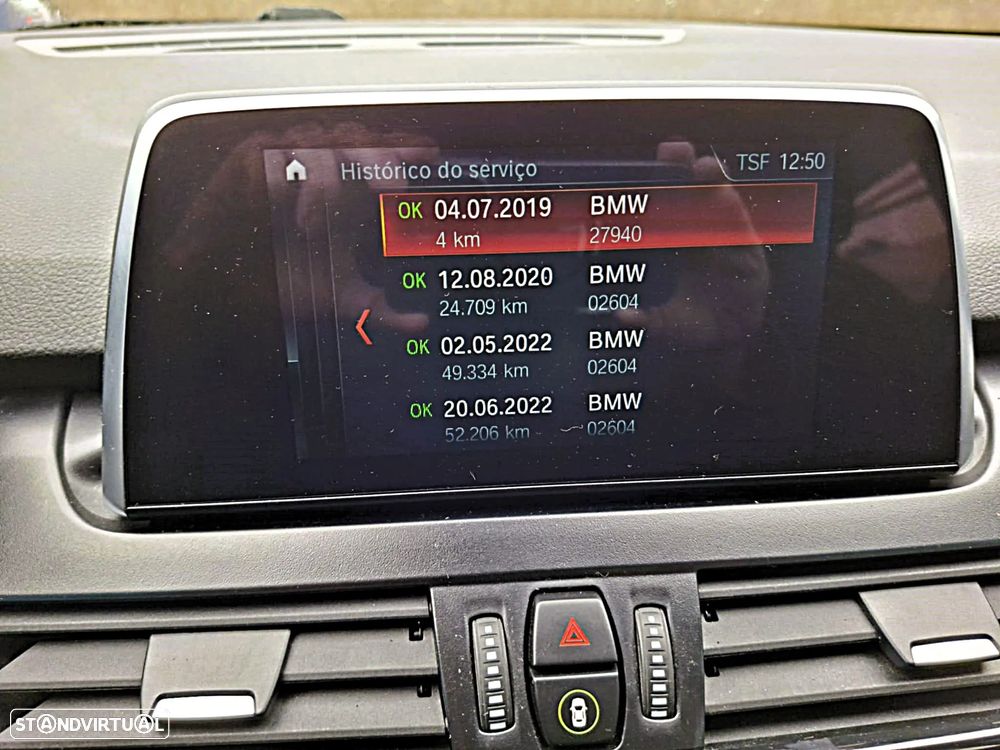 Histórico do serviço TSF 12:50
OK 04.07.2019 BMW
4 km 27940
OK 12.08.2020 BMW
24.709 km 02604
OK 02.05.2022 BMW
49.334 km 02604
OK 20.06.2022 BMW
52.206 km 02604
STANDVIRTUAL